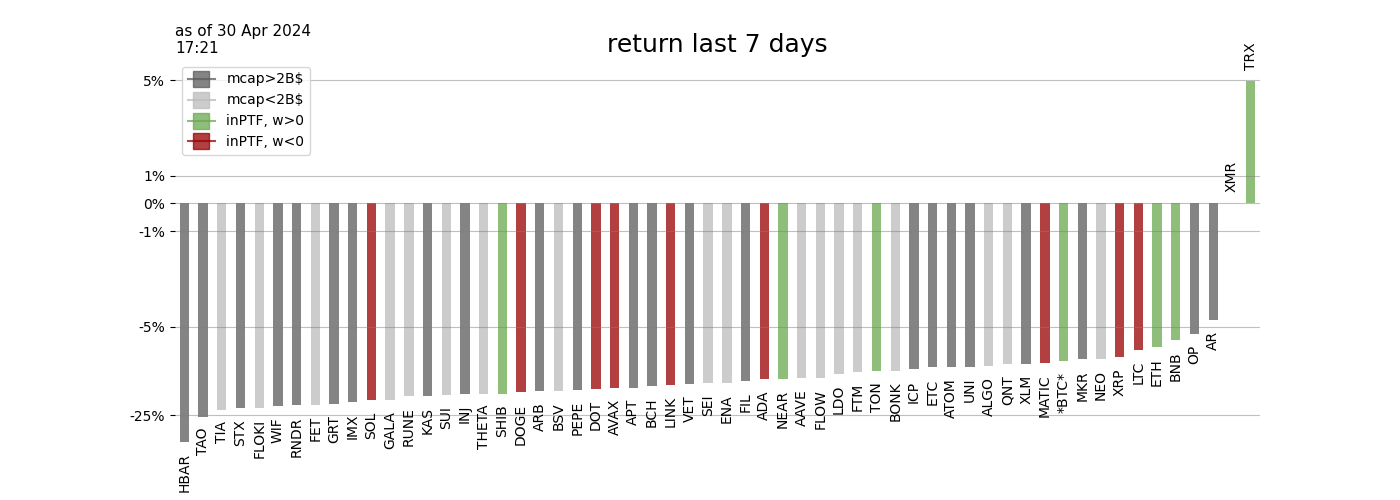 as of 30 Apr 2024
17:21
return last 7 days
mcap>2B$
mcap<2B$
inPTF, w>0
inPTF, w<0
5%
1%
0%
-1%
-5%
-25%
HBAR
TAO
TIA
STX
FLOKI
WIF
RNDR
FET
GRT
IMX
SOL
GALA
RUNE
KAS
SUI
INJ
THETA
SHIB
DOGE
ARB
BSV
PEPE
DOT
AVAX
APT
BCH
LINK
VET
SEI
ENA
FIL
ADA
NEAR
AAVE
FLOW
LDO
FTM
TON
BONK
ICP
ETC
ATOM
UNI
ALGO
QNT
XLM
MATIC
*BTC*
MKR
NEO
XRP
LTC
ETH
BNB
OP
AR
XMR
TRX